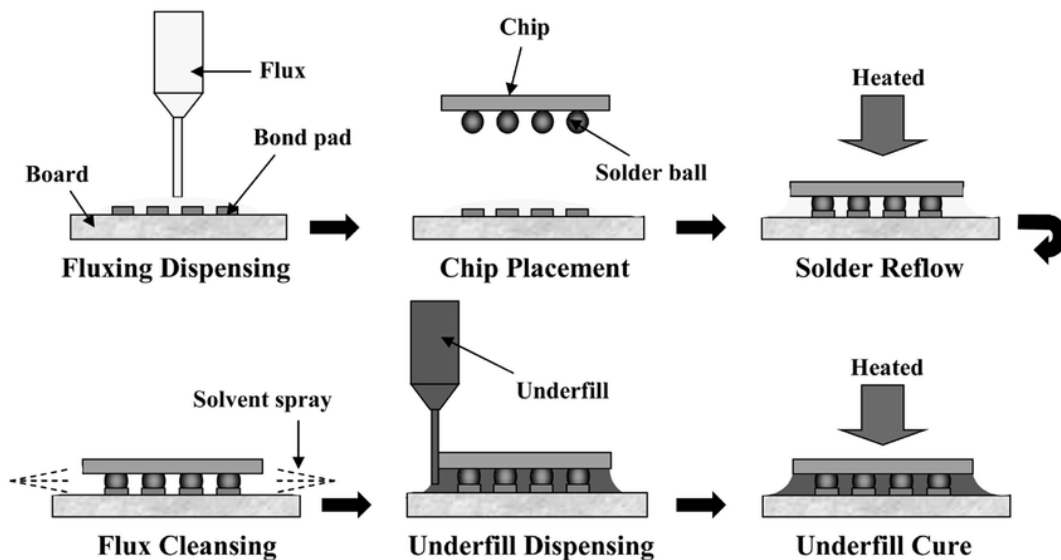 Flux
Bond pad
Board
Fluxing Dispensing
Chip
Solder ball
Chip Placement
Heated
Solder Reflow
Solvent spray
Flux Cleansing
Underfill
Underfill Dispensing
Heated
Underfill Cure